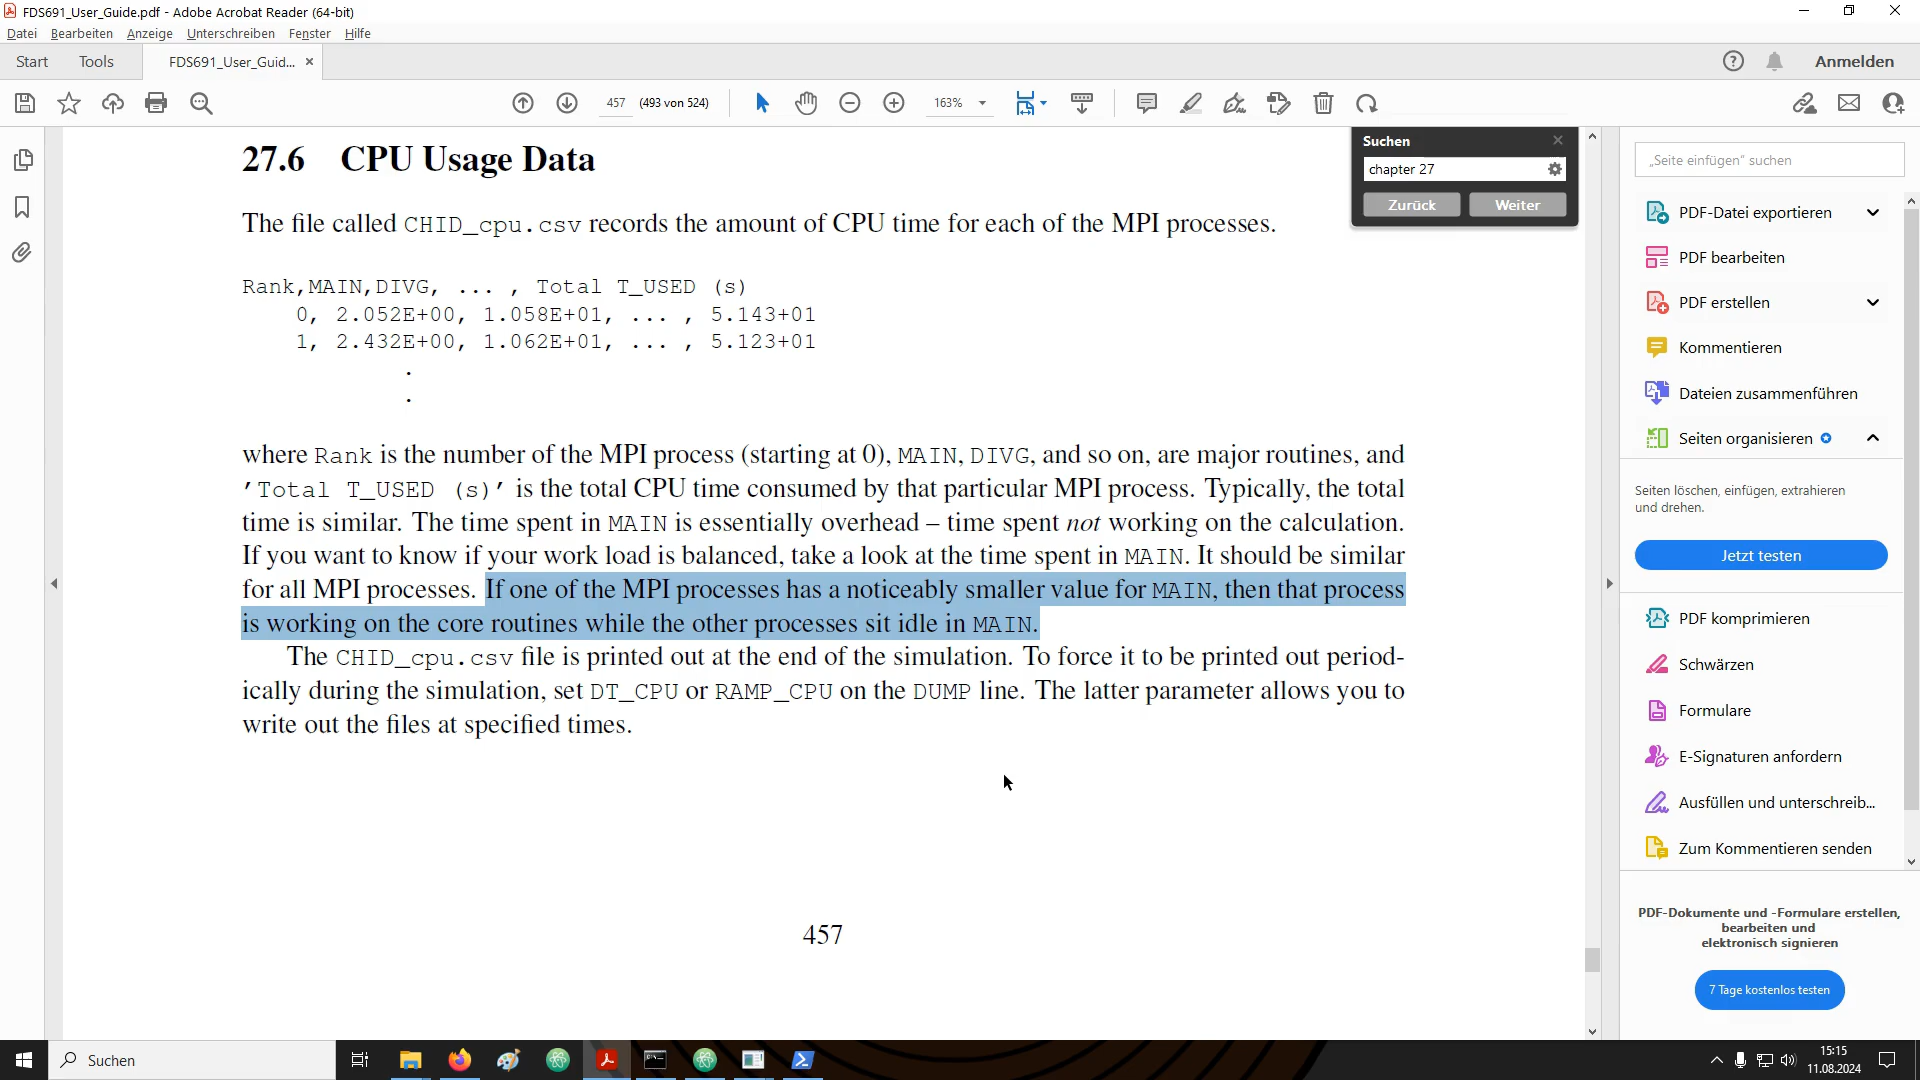 FDS691_User_Guide.pdf - Adobe Acrobat Reader (64-bit)
Datei Bearbeiten Anzeige Unterschreiben Fenster Hilfe
Start Tools FDS691_User_Guid... × Anmelden
457 (493 von 524) 163%
27.6 CPU Usage Data
The file called CHID_cpu.csv records the amount of CPU time for each of the MPI processes.
Rank,MAIN,DIVG, ... , Total T_USED (s)
0, 2.052E+00, 1.058E+01, ... , 5.143+01
1, 2.432E+00, 1.062E+01, ... , 5.123+01
.
.
where Rank is the number of the MPI process (starting at 0), MAIN, DIVG, and so on, are major routines, and
'Total T_USED (s)' is the total CPU time consumed by that particular MPI process. Typically, the total
time is similar. The time spent in MAIN is essentially overhead – time spent not working on the calculation.
If you want to know if your work load is balanced, take a look at the time spent in MAIN. It should be similar
for all MPI processes. If one of the MPI processes has a noticeably smaller value for MAIN, then that process
is working on the core routines while the other processes sit idle in MAIN.
The CHID_cpu.csv file is printed out at the end of the simulation. To force it to be printed out period-
ically during the simulation, set DT_CPU or RAMP_CPU on the DUMP line. The latter parameter allows you to
write out the files at specified times.
457
Suchen
chapter 27
Zurück Weiter
„Seite einfügen" suchen
PDF-Datei exportieren
PDF bearbeiten
PDF erstellen
Kommentieren
Dateien zusammenführen
Seiten organisieren
Seiten löschen, einfügen, extrahieren
und drehen.
Jetzt testen
PDF komprimieren
Schwärzen
Formulare
E-Signaturen anfordern
Ausfüllen und unterschreib...
Zum Kommentieren senden
PDF-Dokumente und -Formulare erstellen,
bearbeiten und
elektronisch signieren
7 Tage kostenlos testen
Suchen
15:15
11.08.2024